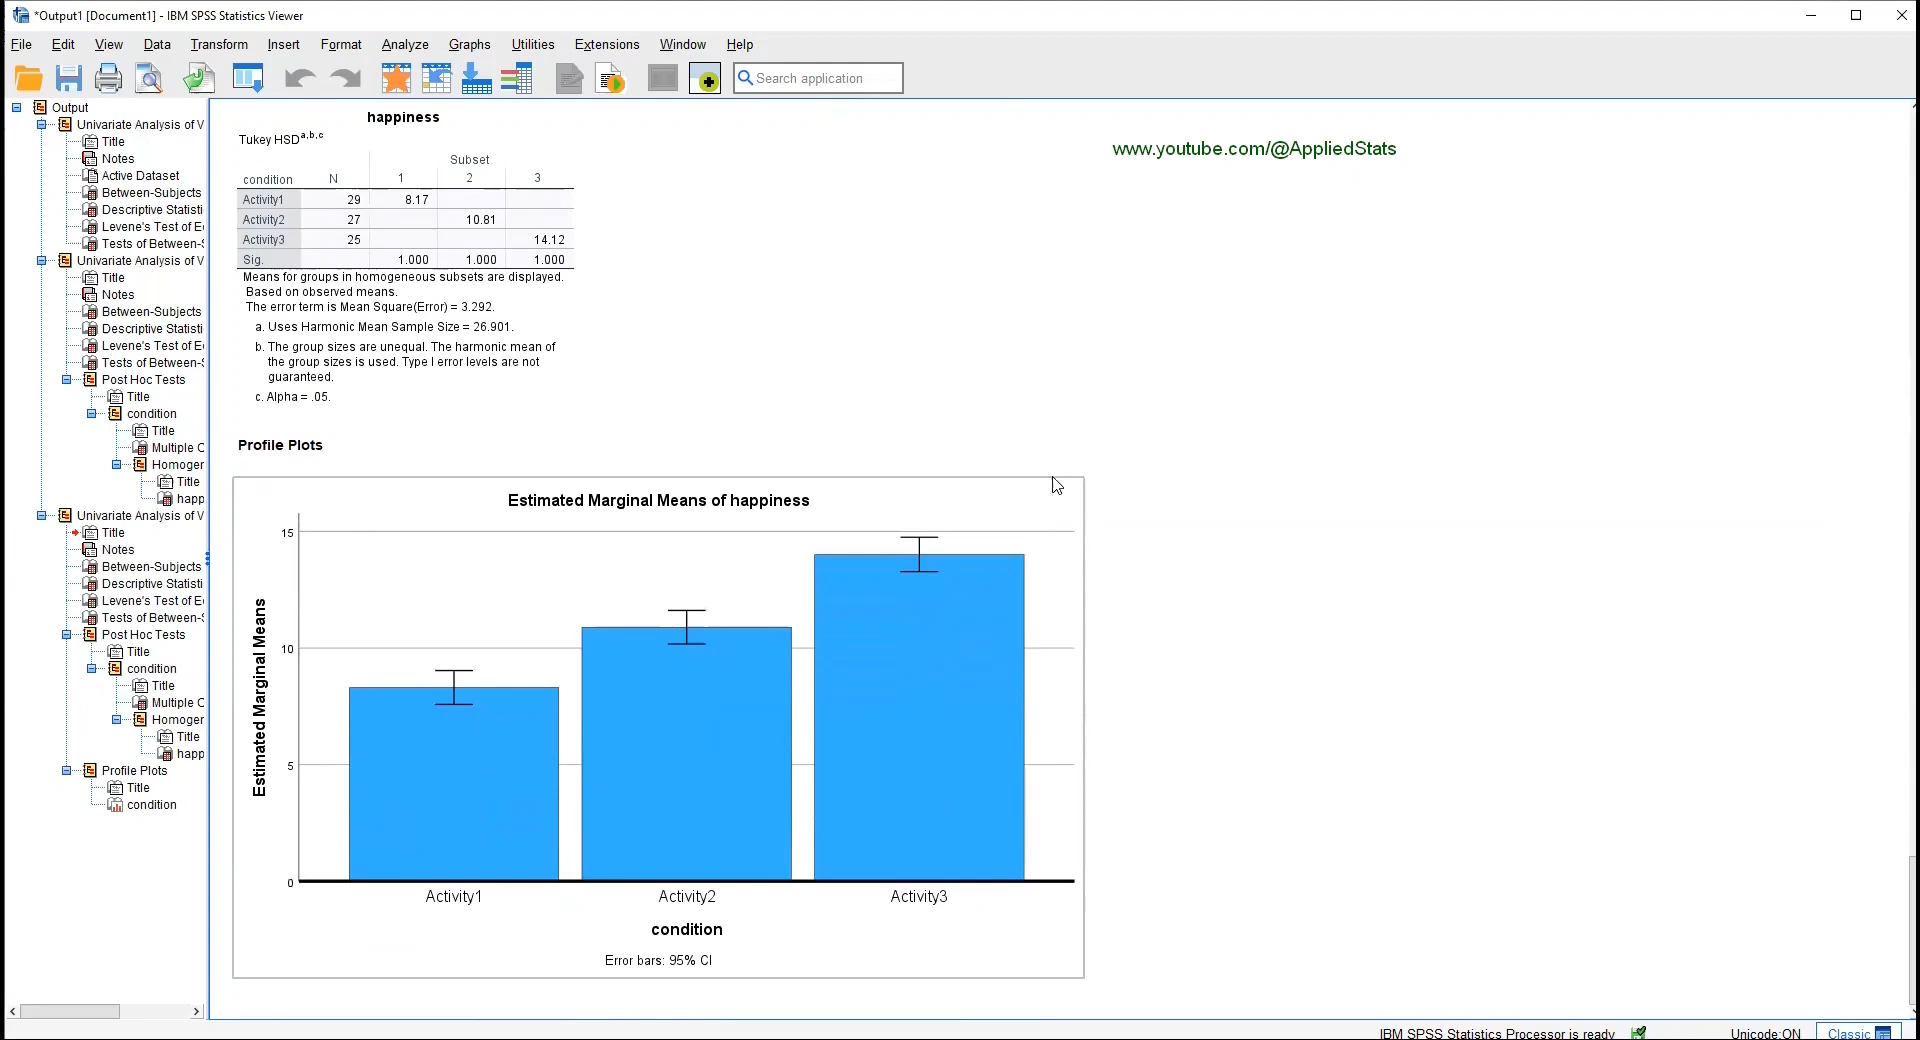 *Output1 [Document1] - IBM SPSS Statistics Viewer
File Edit View Data Transform Insert Format Analyze Graphs Utilities Extensions Window Help
Search application
Output
Univariate Analysis of V
Title
Notes
Active Dataset
Between-Subjects
Descriptive Statisti
Levene's Test of E
Tests of Between-S
Univariate Analysis of V
Title
Notes
Between-Subjects
Descriptive Statisti
Levene's Test of E
Tests of Between-S
Post Hoc Tests
Title
condition
Title
Multiple C
Homoger
Title
happ
Univariate Analysis of V
Title
Notes
Between-Subjects
Descriptive Statisti
Levene's Test of E
Tests of Between-S
Post Hoc Tests
Title
condition
Title
Multiple C
Homoger
Title
happ
Profile Plots
Title
condition
happiness
Tukey HSDa,b,c
Subset
condition N 1 2 3
Activity1 29 8.17
Activity2 27 10.81
Activity3 25 14.12
Sig. 1.000 1.000 1.000
Means for groups in homogeneous subsets are displayed.
Based on observed means.
The error term is Mean Square(Error) = 3.292.
a. Uses Harmonic Mean Sample Size = 26.901.
b. The group sizes are unequal. The harmonic mean of
the group sizes is used. Type I error levels are not
guaranteed.
c. Alpha = .05.
www.youtube.com/@AppliedStats
Profile Plots
Estimated Marginal Means of happiness
Estimated Marginal Means
15
10
5
0
Activity1 Activity2 Activity3
condition
Error bars: 95% CI
IBM SPSS Statistics Processor is ready Unicode:ON Classic